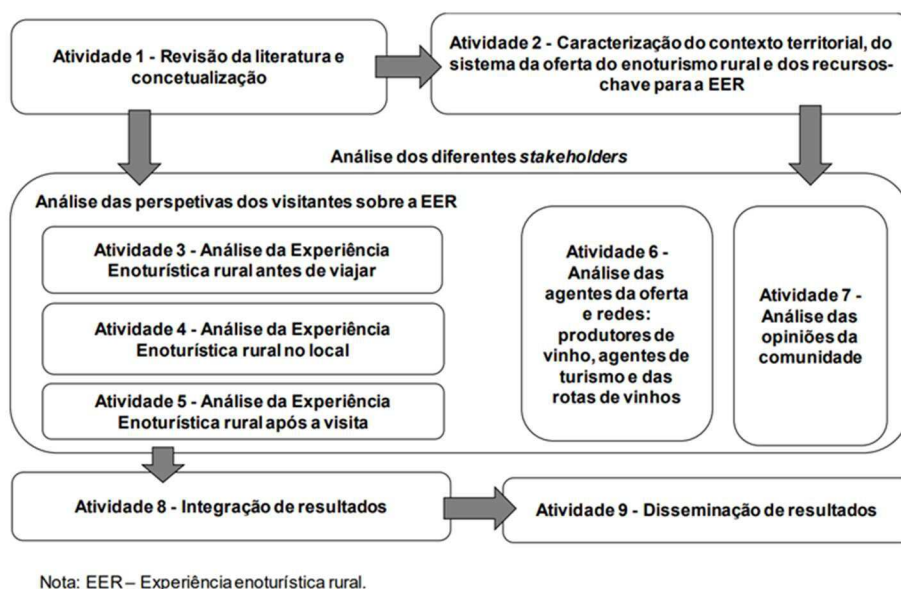 Atividade 1 - Revisão da literatura e
concetualização
Atividade 2 - Caracterização do contexto territorial, do
sistema da oferta do enoturismo rural e dos recursos-
chave para a EER
Análise dos diferentes stakeholders
Análise das perspetivas dos visitantes sobre a EER
Atividade 3 - Análise da Experiência
Enoturística rural antes de viajar
Atividade 4 - Análise da Experiência
Enoturística rural no local
Atividade 5 - Análise da Experiência
Enoturística rural após a visita
Atividade 6 -
Análise das
agentes da oferta
e redes:
produtores de
vinho, agentes de
turismo e das
rotas de vinhos
Atividade 7 -
Análise das
opiniões da
comunidade
Atividade 8 - Integração de resultados
Atividade 9 - Disseminação de resultados
Nota: EER – Experiência enoturística rural.